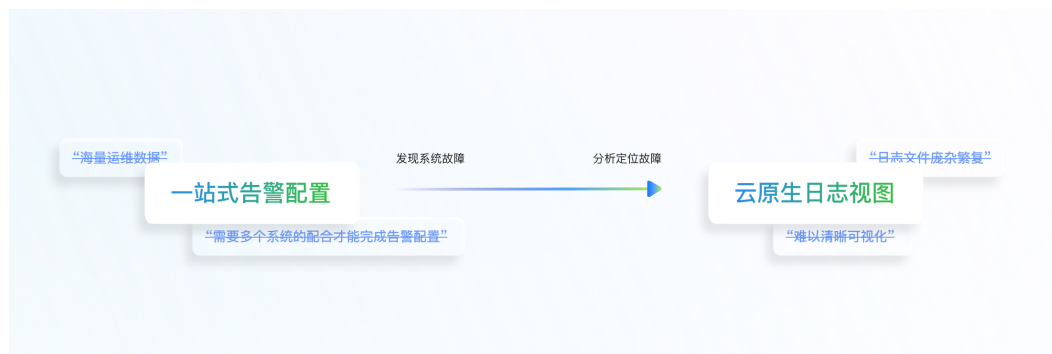 “海量运维数据”
一站式告警配置
“需要多个系统的配合才能完成告警配置”
发现系统故障
分析定位故障
“日志文件庞杂繁复”
云原生日志视图
“难以清晰可视化”